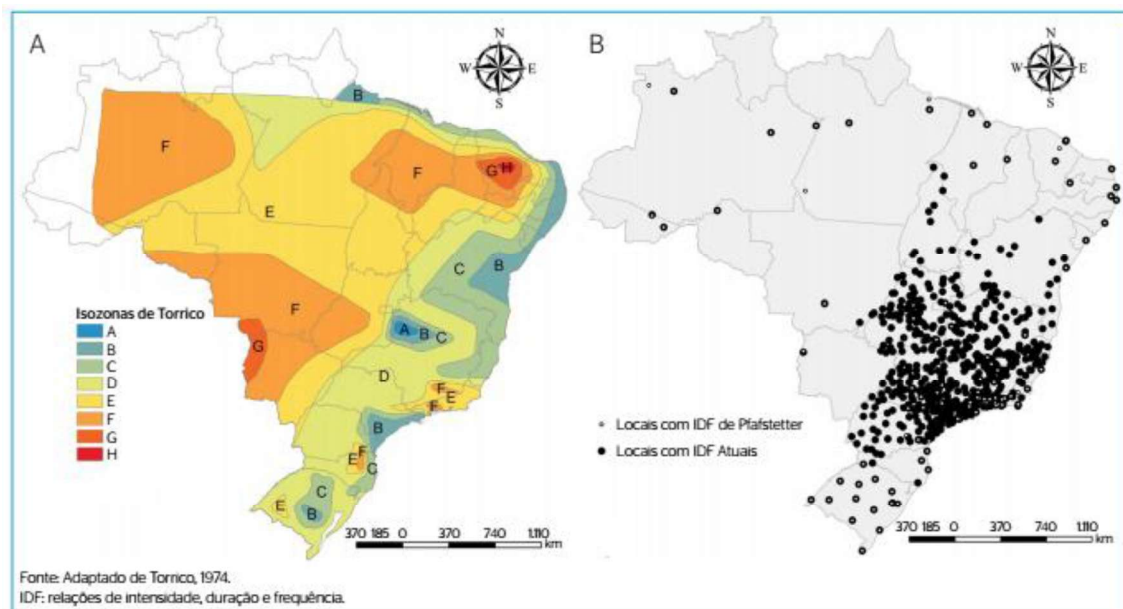 A
N
W E
S
B
F
G H
F
E
C
B
F
A B C
G
D
F
E
F
B
F
E
C
C
E
B
Isozonas de Torrico
A
B
C
D
E
F
G
H
370 185 0 370 740 1.110
km
B
N
W E
S
Locais com IDF de Pfafstetter
Locais com IDF Atuais
370 185 0 370 740 1.110
km
Fonte: Adaptado de Torrico, 1974.
IDF: relações de intensidade, duração e frequência.